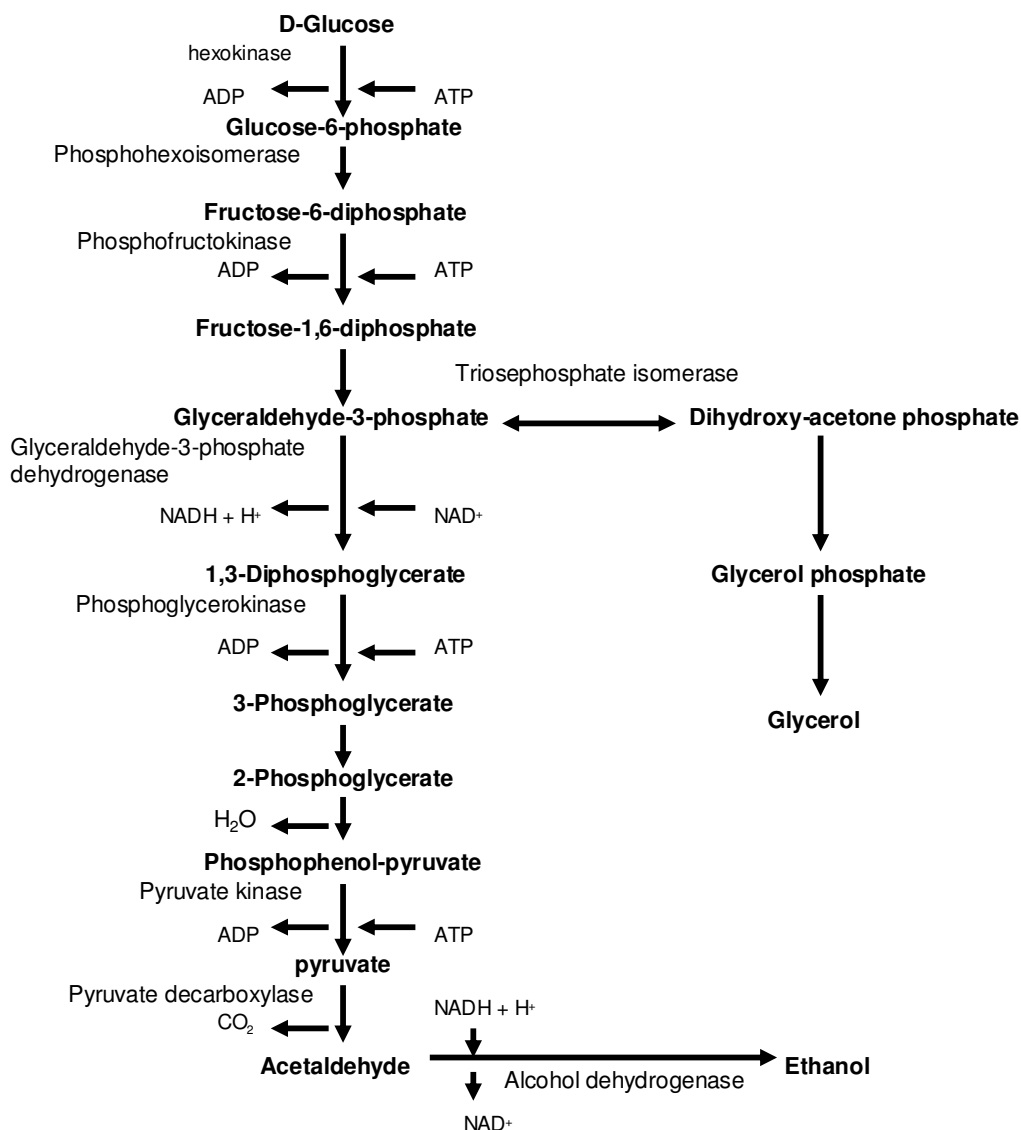 D-Glucose
hexokinase
ADP
ATP
Glucose-6-phosphate
Phosphohexoisomerase
Fructose-6-diphosphate
Phosphofructokinase
ADP
ATP
Fructose-1,6-diphosphate
Triosephosphate isomerase
Glyceraldehyde-3-phosphate
Dihydroxy-acetone phosphate
Glyceraldehyde-3-phosphate
dehydrogenase
NADH + H⁺
NAD⁺
1,3-Diphosphoglycerate
Glycerol phosphate
Phosphoglycerokinase
ADP
ATP
3-Phosphoglycerate
Glycerol
2-Phosphoglycerate
H₂O
Phosphophenol-pyruvate
Pyruvate kinase
ADP
ATP
pyruvate
Pyruvate decarboxylase
CO₂
NADH + H⁺
Acetaldehyde
Ethanol
Alcohol dehydrogenase
NAD⁺